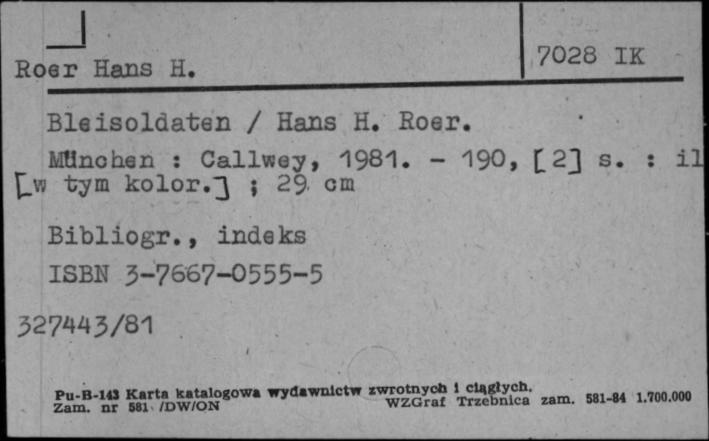 Roer Hans H.
7028 IK
Bleisoldaten / Hans H. Roer.
München : Callwey, 1981. - 190, [2] s. : il
[w tym kolor.] ; 29 cm
Bibliogr., indeks
ISBN 3-7667-0555-5
327443/81
Pu-B-143 Karta katalogowa wydawnictw zwrotnych i ciągłych.
Zam. nr 581 /DW/ON WZGraf Trzebnica zam. 581-84 1.700.000